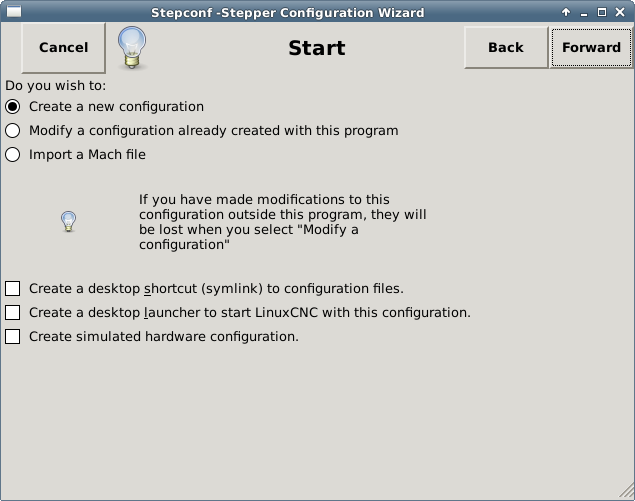 Stepconf -Stepper Configuration Wizard
Cancel
Start
Back
Forward
Do you wish to:
Create a new configuration
Modify a configuration already created with this program
Import a Mach file
If you have made modifications to this
configuration outside this program, they will
be lost when you select "Modify a
configuration"
Create a desktop shortcut (symlink) to configuration files.
Create a desktop launcher to start LinuxCNC with this configuration.
Create simulated hardware configuration.